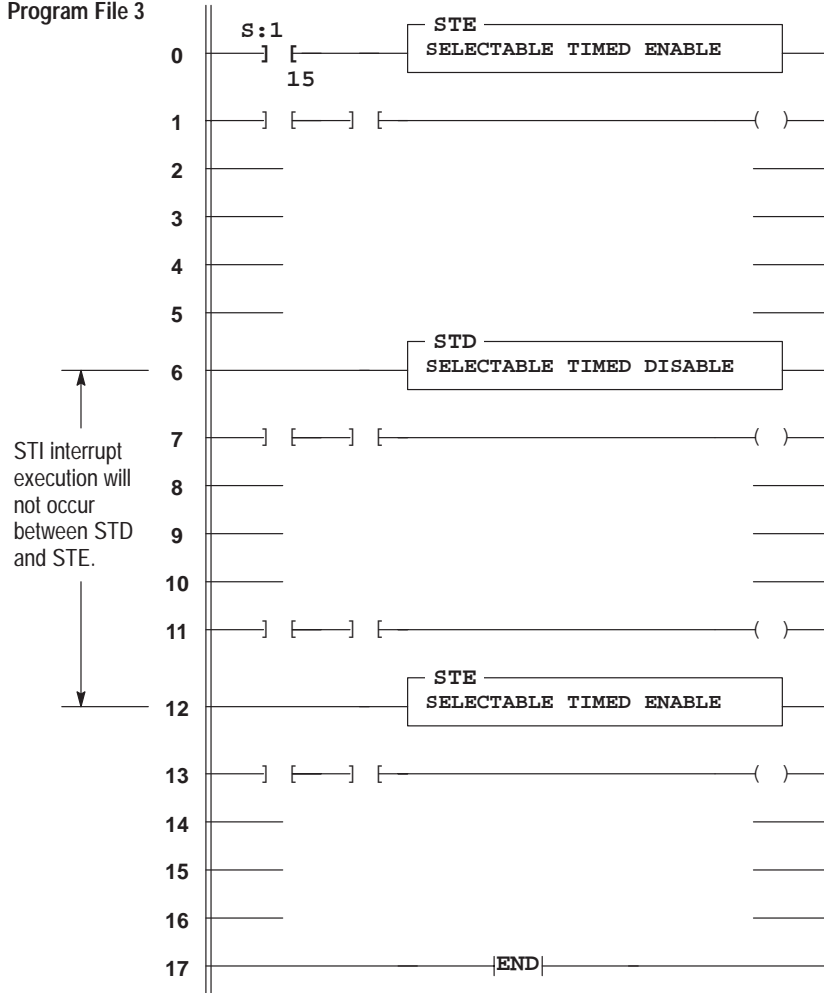 Program File 3
S:1
STE
0 ] [ SELECTABLE TIMED ENABLE
15
1 ] [ ] [ ( )
2
3
4
5
STD
6 SELECTABLE TIMED DISABLE
7 ] [ ] [ ( )
STI interrupt
execution will
not occur
between STD
and STE.
8
9
10
11 ] [ ] [ ( )
STE
12 SELECTABLE TIMED ENABLE
13 ] [ ] [ ( )
14
15
16
17 |END|